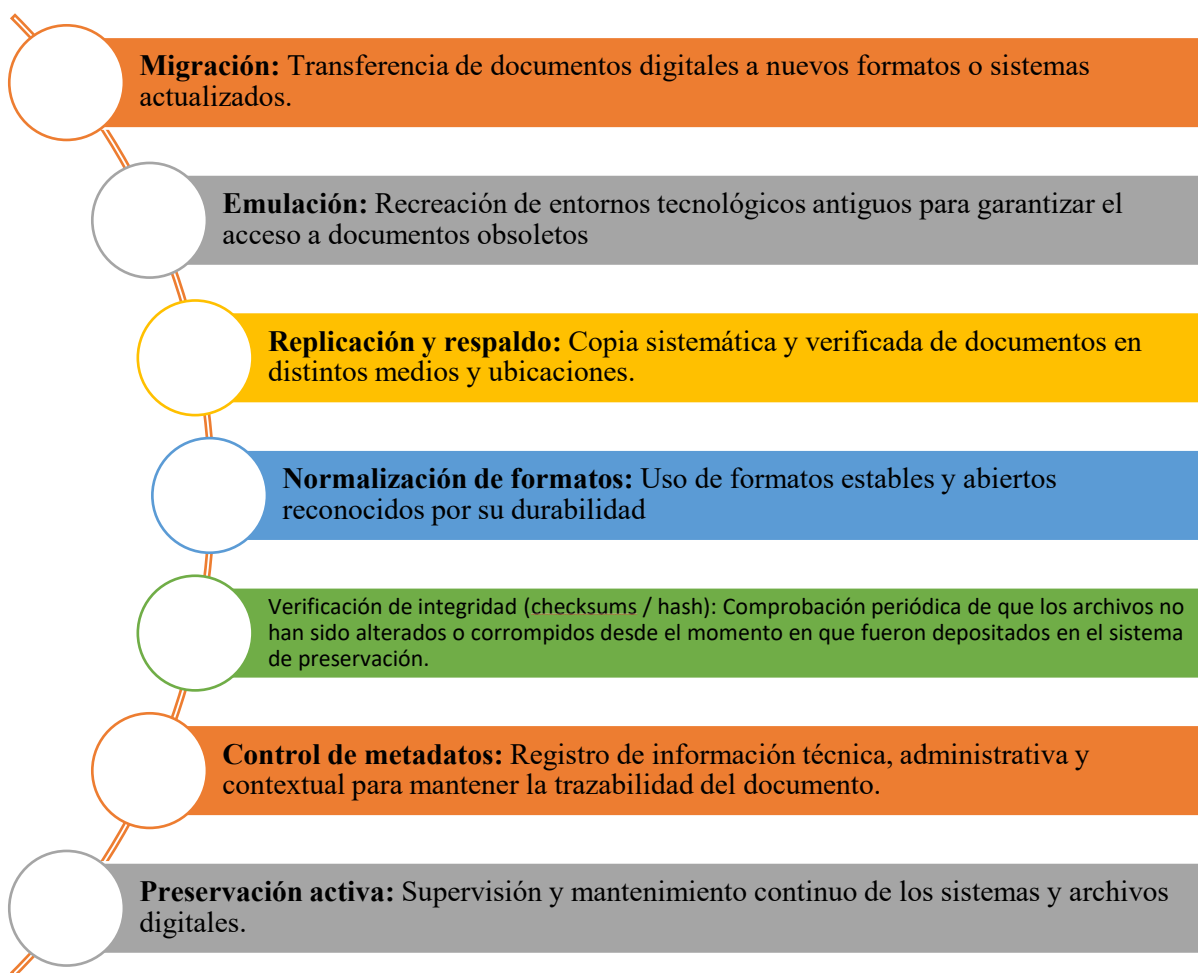 Migración: Transferencia de documentos digitales a nuevos formatos o sistemas
actualizados.
Emulación: Recreación de entornos tecnológicos antiguos para garantizar el
acceso a documentos obsoletos
Replicación y respaldo: Copia sistemática y verificada de documentos en
distintos medios y ubicaciones.
Normalización de formatos: Uso de formatos estables y abiertos
reconocidos por su durabilidad
Verificación de integridad (checksums / hash): Comprobación periódica de que los archivos no
han sido alterados o corrompidos desde el momento en que fueron depositados en el sistema
de preservación.
Control de metadatos: Registro de información técnica, administrativa y
contextual para mantener la trazabilidad del documento.
Preservación activa: Supervisión y mantenimiento continuo de los sistemas y archivos
digitales.